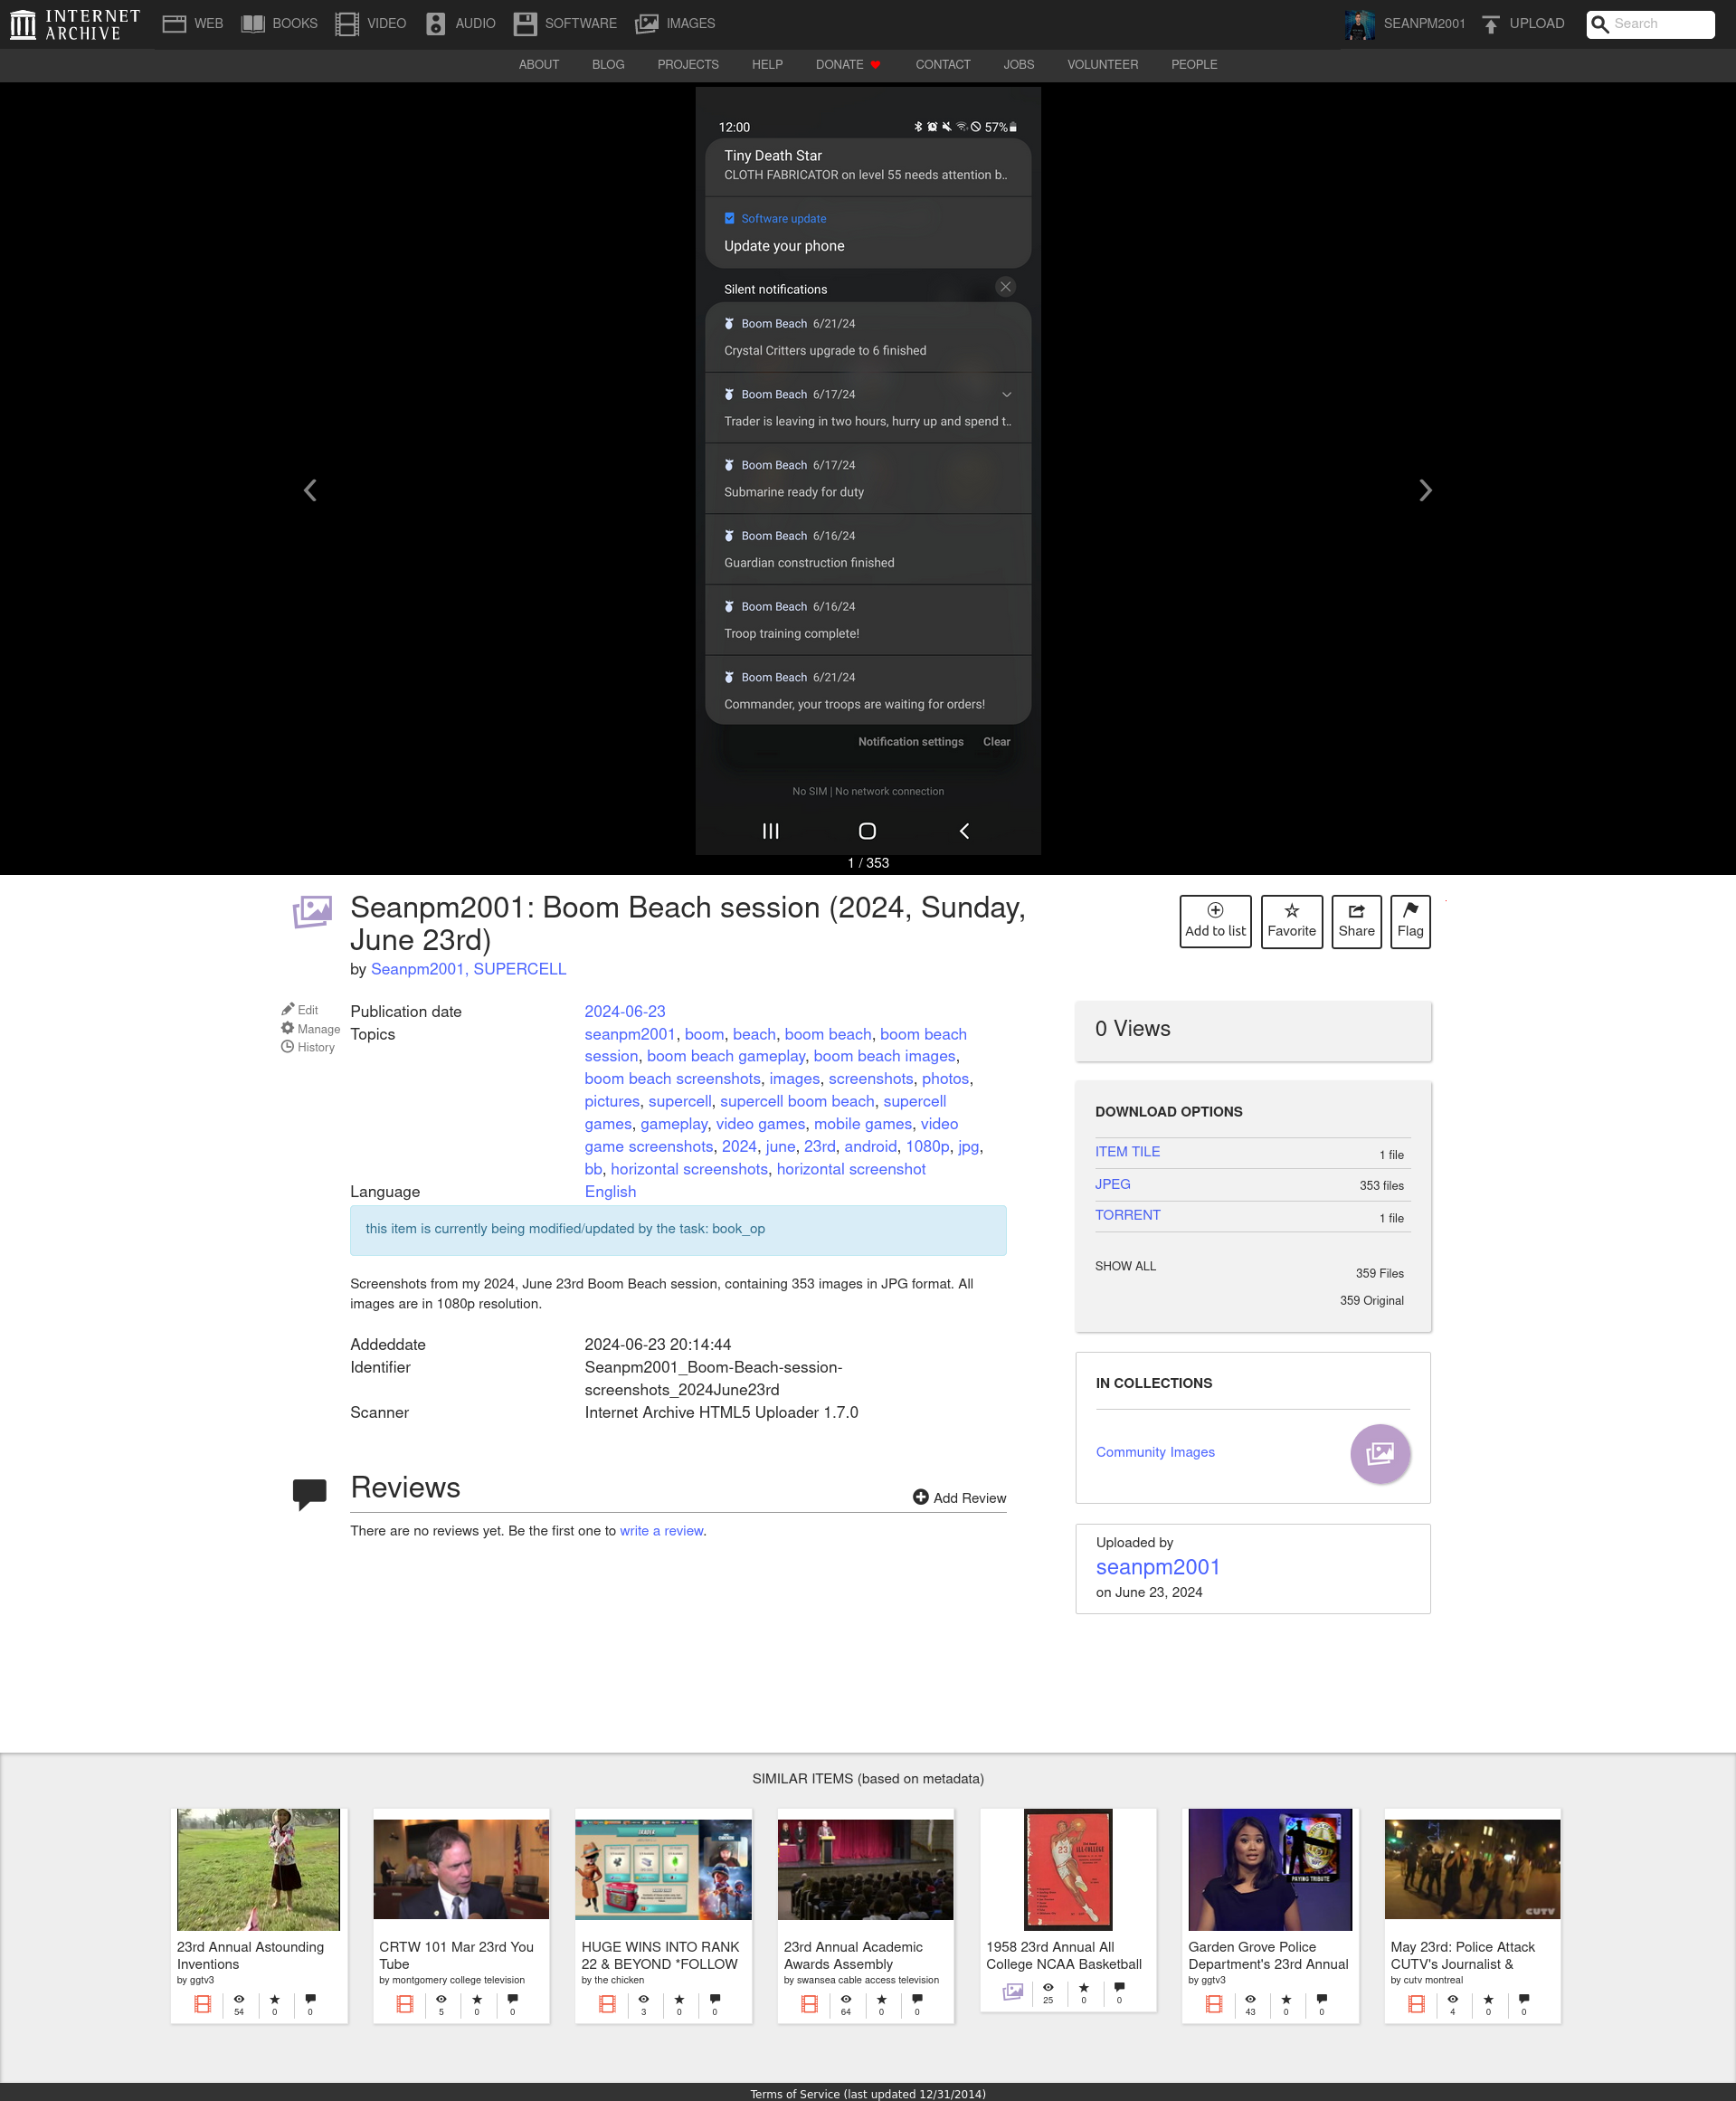 INTERNET ARCHIVE
WEB BOOKS VIDEO AUDIO SOFTWARE IMAGES SEANPM2001 UPLOAD Search
ABOUT BLOG PROJECTS HELP DONATE CONTACT JOBS VOLUNTEER PEOPLE
12:00 57%
Tiny Death Star
CLOTH FABRICATOR on level 55 needs attention b..
Software update
Update your phone
Silent notifications
Boom Beach 6/21/24
Crystal Critters upgrade to 6 finished
Boom Beach 6/17/24
Trader is leaving in two hours, hurry up and spend t..
Boom Beach 6/17/24
Submarine ready for duty
Boom Beach 6/16/24
Guardian construction finished
Boom Beach 6/16/24
Troop training complete!
Boom Beach 6/21/24
Commander, your troops are waiting for orders!
Notification settings Clear
No SIM | No network connection
1 / 353
Seanpm2001: Boom Beach session (2024, Sunday,
June 23rd)
by Seanpm2001, SUPERCELL
Add to list Favorite Share Flag
Edit
Manage
History
Publication date 2024-06-23
Topics seanpm2001, boom, beach, boom beach, boom beach
session, boom beach gameplay, boom beach images,
boom beach screenshots, images, screenshots, photos,
pictures, supercell, supercell boom beach, supercell
games, gameplay, video games, mobile games, video
game screenshots, 2024, june, 23rd, android, 1080p, jpg,
bb, horizontal screenshots, horizontal screenshot
Language English
this item is currently being modified/updated by the task: book_op
Screenshots from my 2024, June 23rd Boom Beach session, containing 353 images in JPG format. All
images are in 1080p resolution.
Addeddate 2024-06-23 20:14:44
Identifier Seanpm2001_Boom-Beach-session-
screenshots_2024June23rd
Scanner Internet Archive HTML5 Uploader 1.7.0
Reviews
Add Review
There are no reviews yet. Be the first one to write a review.
0 Views
DOWNLOAD OPTIONS
ITEM TILE 1 file
JPEG 353 files
TORRENT 1 file
SHOW ALL 359 Files
359 Original
IN COLLECTIONS
Community Images
Uploaded by
seanpm2001
on June 23, 2024
SIMILAR ITEMS (based on metadata)
23rd Annual Astounding
Inventions
by ggtv3
54 0 0
CRTW 101 Mar 23rd You
Tube
by montgomery college television
5 0 0
TRADER
HUGE WINS INTO RANK
22 & BEYOND *FOLLOW
by the chicken
3 0 0
23rd Annual Academic
Awards Assembly
by swansea cable access television
64 0 0
ALL COLLEGE
23
1958 23rd Annual All
College NCAA Basketball
25 0 0
PAYING TRIBUTE
Garden Grove Police
Department's 23rd Annual
by ggtv3
43 0 0
CUTV
May 23rd: Police Attack
CUTV's Journalist &
by cutv montreal
4 0 0
Terms of Service (last updated 12/31/2014)